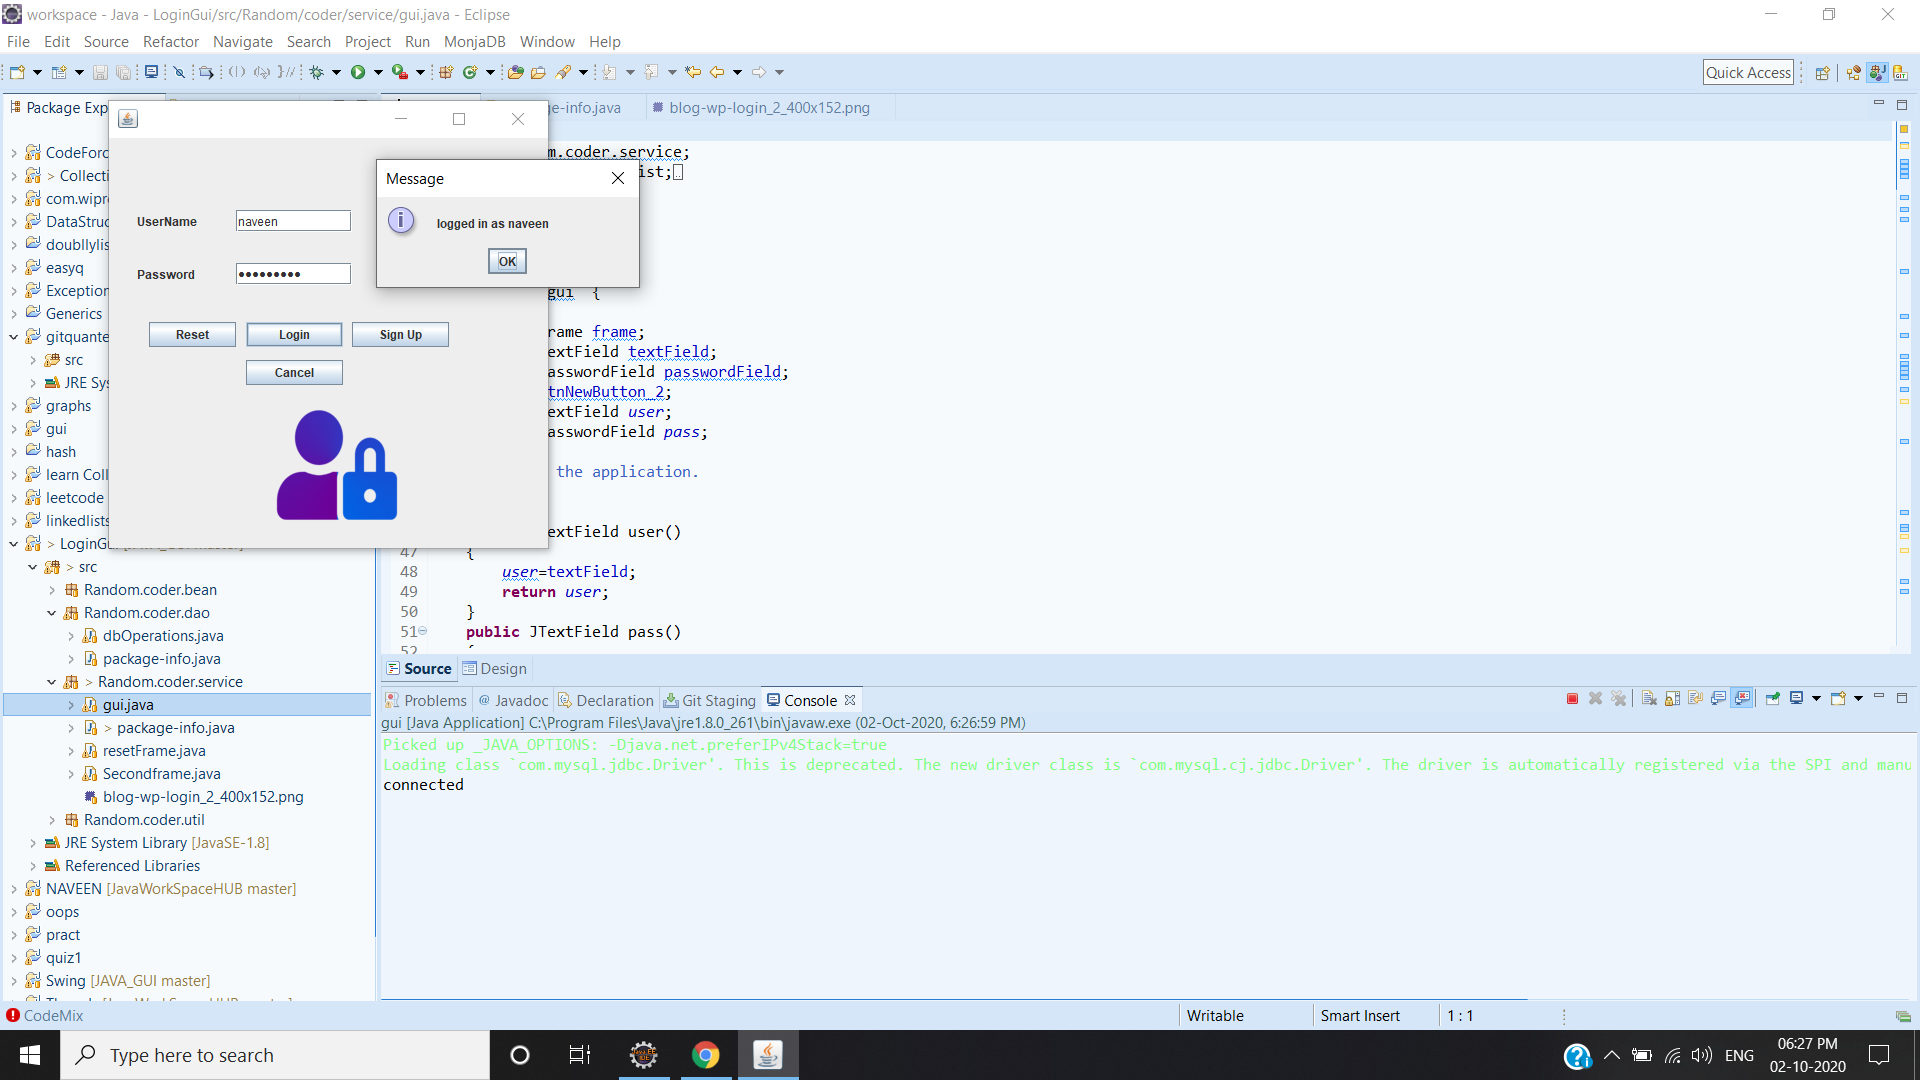 workspace - Java - LoginGui/src/Random/coder/service/gui.java - Eclipse
File Edit Source Refactor Navigate Search Project Run MonjaDB Window Help
Quick Access
Package Exp
ge-info.java
blog-wp-login_2_400x152.png
CodeForc
> Collecti
com.wipr
DataStruc
doubllylis
easyq
Exception
Generics
gitquante
src
JRE Sys
graphs
gui
hash
learn Coll
leetcode
linkedlists
> LoginGu
> src
Random.coder.bean
Random.coder.dao
dbOperations.java
package-info.java
> Random.coder.service
gui.java
> package-info.java
resetFrame.java
Secondframe.java
blog-wp-login_2_400x152.png
Random.coder.util
JRE System Library [JavaSE-1.8]
Referenced Libraries
NAVEEN [JavaWorkSpaceHUB master]
oops
pract
quiz1
Swing [JAVA_GUI master]
UserName
naveen
Password
•••••••••
Reset
Login
Sign Up
Cancel
Message
logged in as naveen
OK
m.coder.service;
ist;
gui {
rame frame;
extField textField;
asswordField passwordField;
tnNewButton_2;
extField user;
asswordField pass;
the application.
extField user()
47 {
48 user=textField;
49 return user;
50 }
51 public JTextField pass()
52
Source Design
Problems @ Javadoc Declaration Git Staging Console
gui [Java Application] C:\Program Files\Java\jre1.8.0_261\bin\javaw.exe (02-Oct-2020, 6:26:59 PM)
Picked up _JAVA_OPTIONS: -Djava.net.preferIPv4Stack=true
Loading class `com.mysql.jdbc.Driver'. This is deprecated. The new driver class is `com.mysql.cj.jdbc.Driver'. The driver is automatically registered via the SPI and manu
connected
CodeMix
Writable
Smart Insert
1 : 1
Type here to search
ENG
06:27 PM
02-10-2020